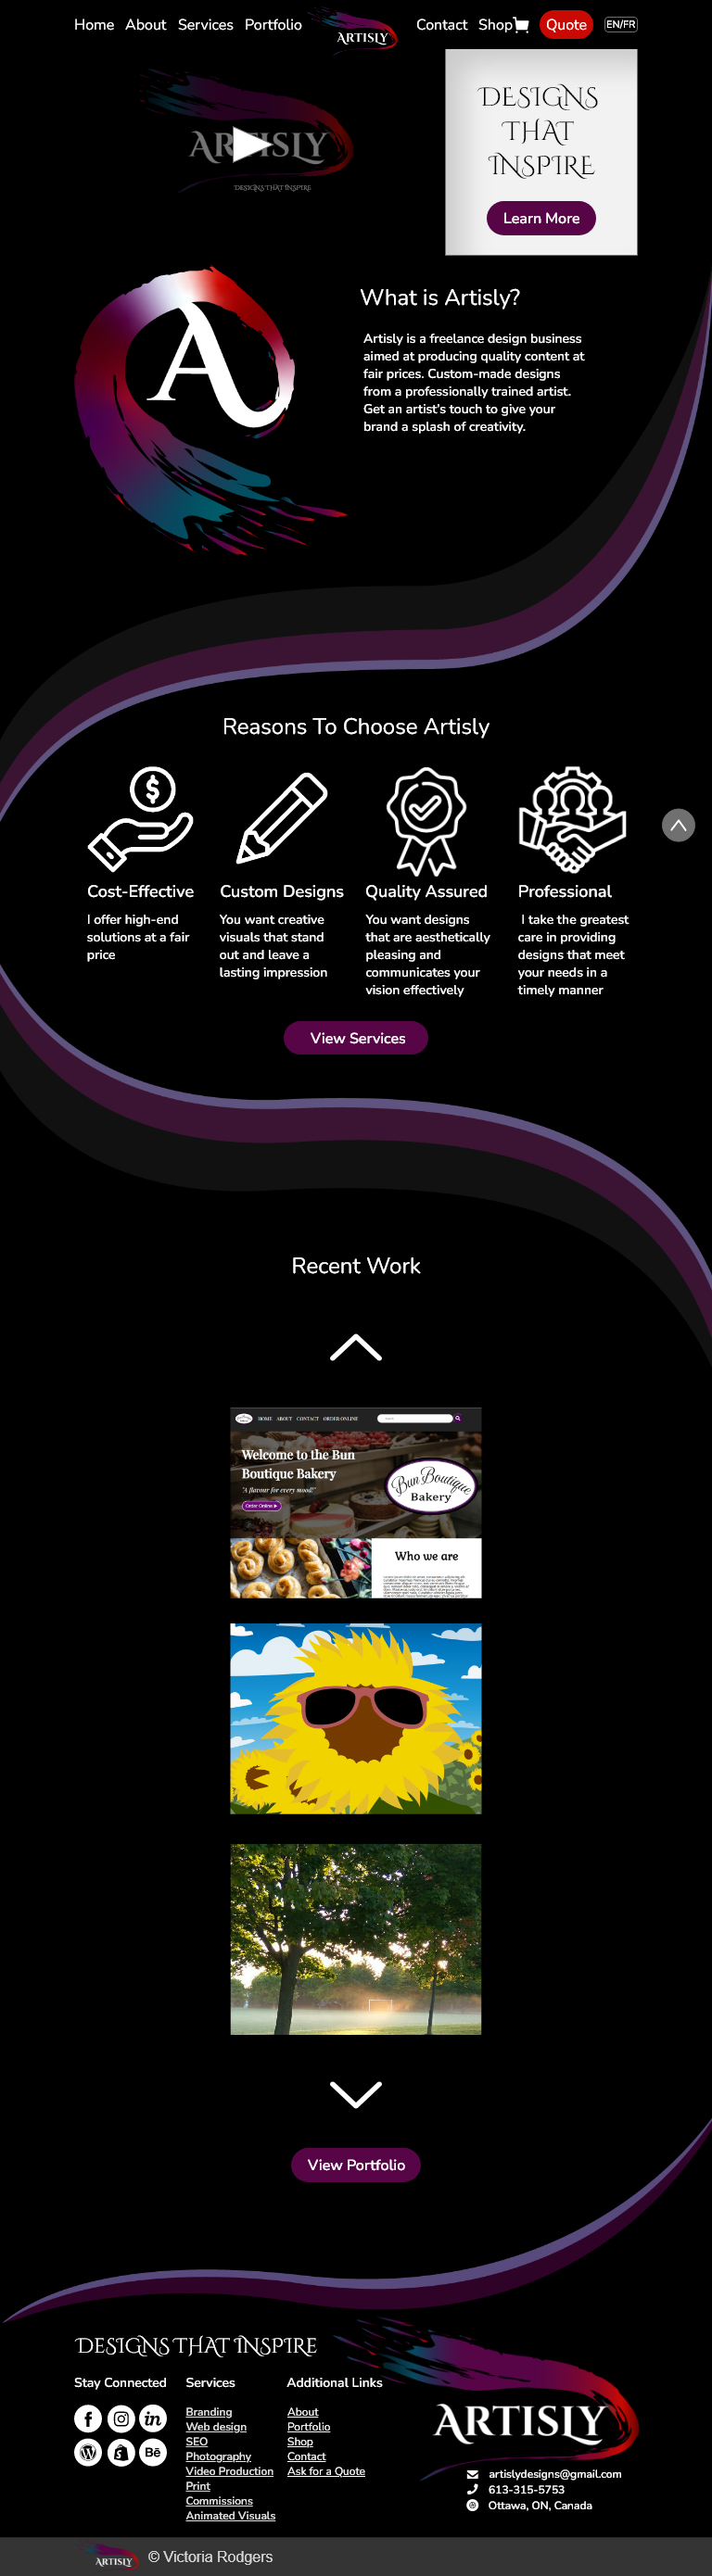 Home About Services Portfolio ARTISLY Contact Shop Quote EN/FR
ARTISLY
DESIGNS THAT INSPIRE
DESIGNS
THAT
INSPIRE
Learn More
A
What is Artisly?
Artisly is a freelance design business
aimed at producing quality content at
fair prices. Custom-made designs
from a professionally trained artist.
Get an artist's touch to give your
brand a splash of creativity.
Reasons To Choose Artisly
Cost-Effective
I offer high-end
solutions at a fair
price
Custom Designs
You want creative
visuals that stand
out and leave a
lasting impression
Quality Assured
You want designs
that are aesthetically
pleasing and
communicates your
vision effectively
Professional
I take the greatest
care in providing
designs that meet
your needs in a
timely manner
View Services
Recent Work
HOME ABOUT CONTACT ORDER ONLINE
Welcome to the Bun
Boutique Bakery
"A flavour for every mood!"
Order Online
Bun Boutique
Bakery
Who we are
View Portfolio
DESIGNS THAT INSPIRE
Stay Connected
Services
Branding
Web design
SEO
Photography
Video Production
Print
Commissions
Animated Visuals
Additional Links
About
Portfolio
Shop
Contact
Ask for a Quote
ARTISLY
artislydesigns@gmail.com
613-315-5753
Ottawa, ON, Canada
ARTISLY © Victoria Rodgers